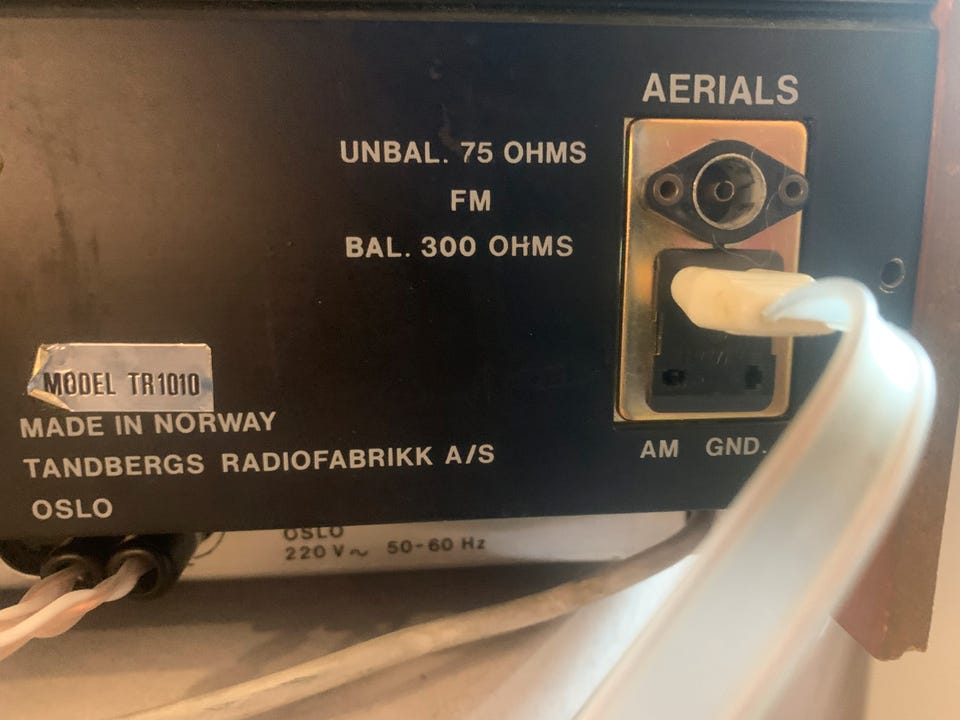 AERIALS
UNBAL. 75 OHMS
FM
BAL. 300 OHMS
AM GND.
MODEL TR1010
MADE IN NORWAY
TANDBERGS RADIOFABRIKK A/S
OSLO
OSLO
220 V~ 50-60 Hz